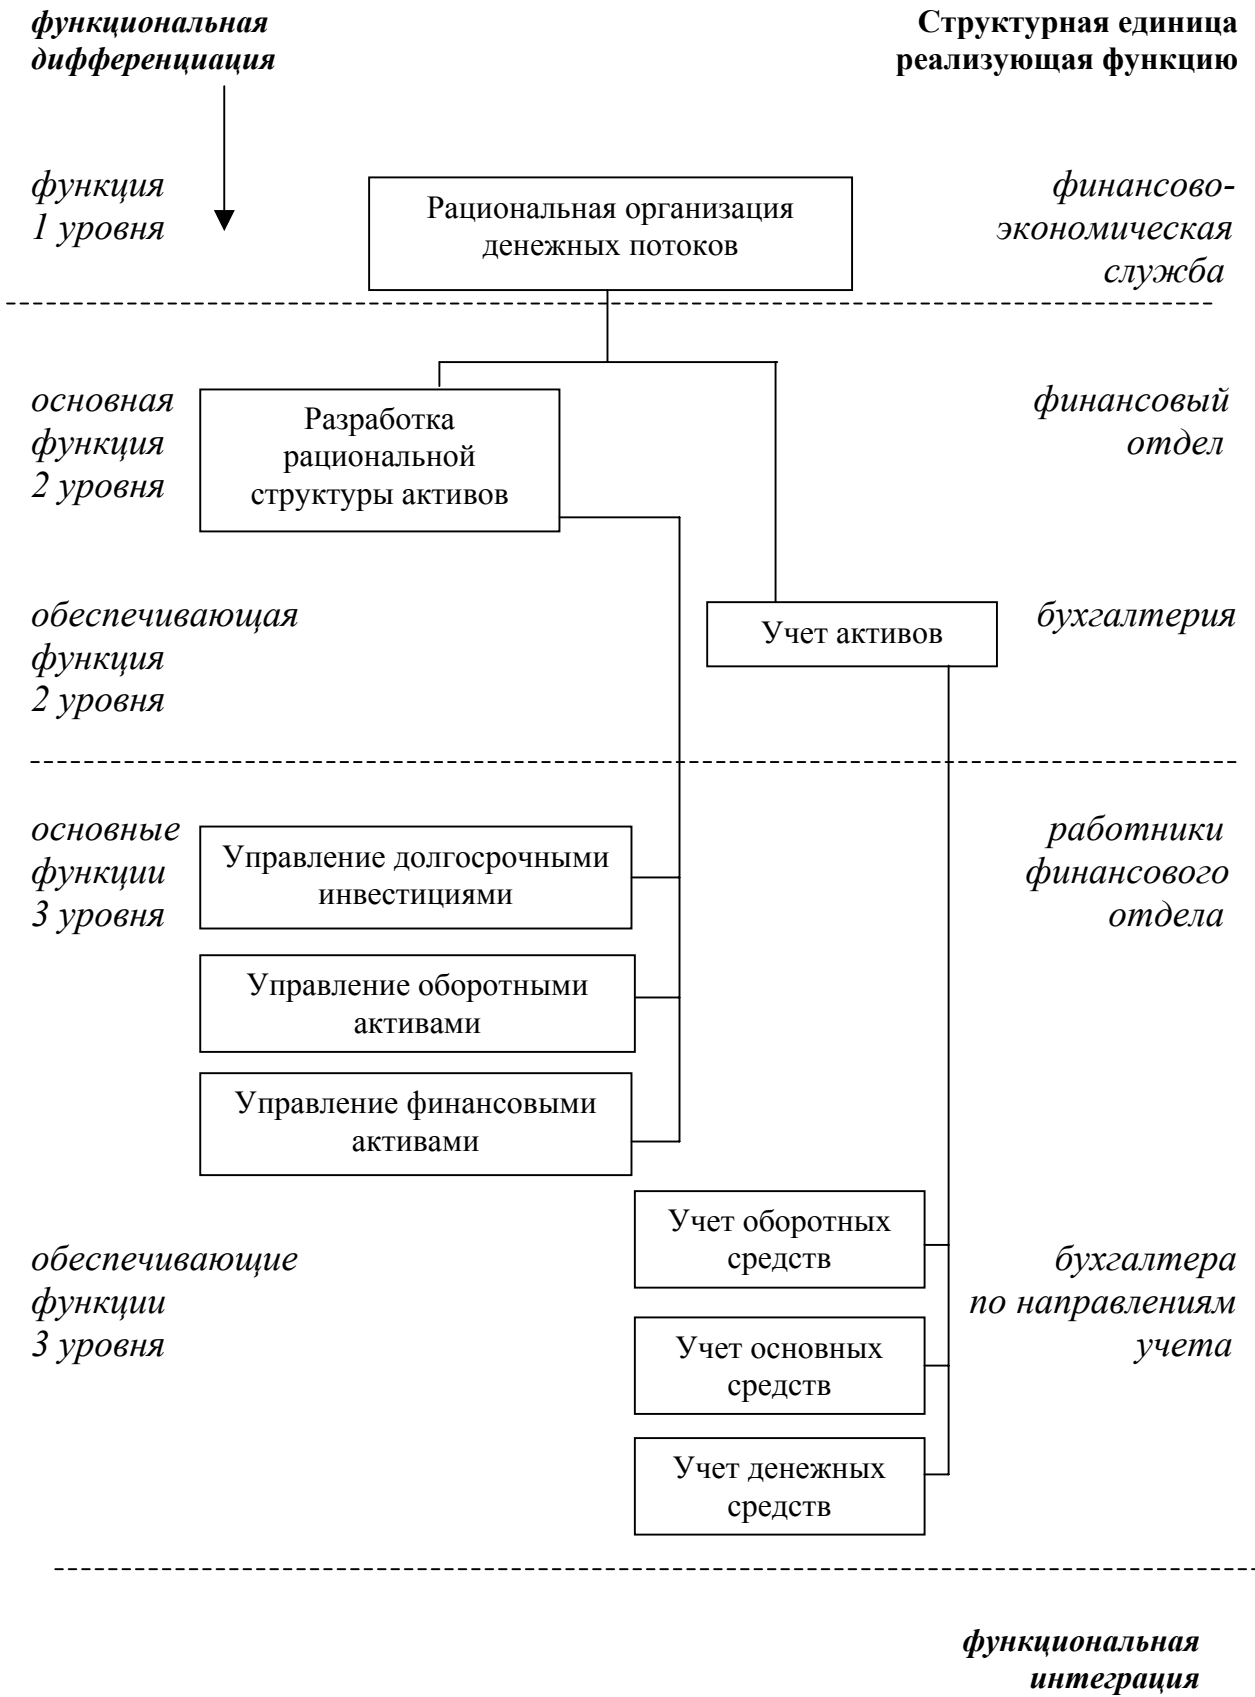 функциональная
дифференциация
Структурная единица
реализующая функцию
функция
1 уровня
Рациональная организация
денежных потоков
финансово-
экономическая
служба
основная
функция
2 уровня
Разработка
рациональной
структуры активов
финансовый
отдел
обеспечивающая
функция
2 уровня
Учет активов
бухгалтерия
основные
функции
3 уровня
Управление долгосрочными
инвестициями
работники
финансового
отдела
Управление оборотными
активами
Управление финансовыми
активами
обеспечивающие
функции
3 уровня
Учет оборотных
средств
бухгалтера
по направлениям
учета
Учет основных
средств
Учет денежных
средств
функциональная
интеграция